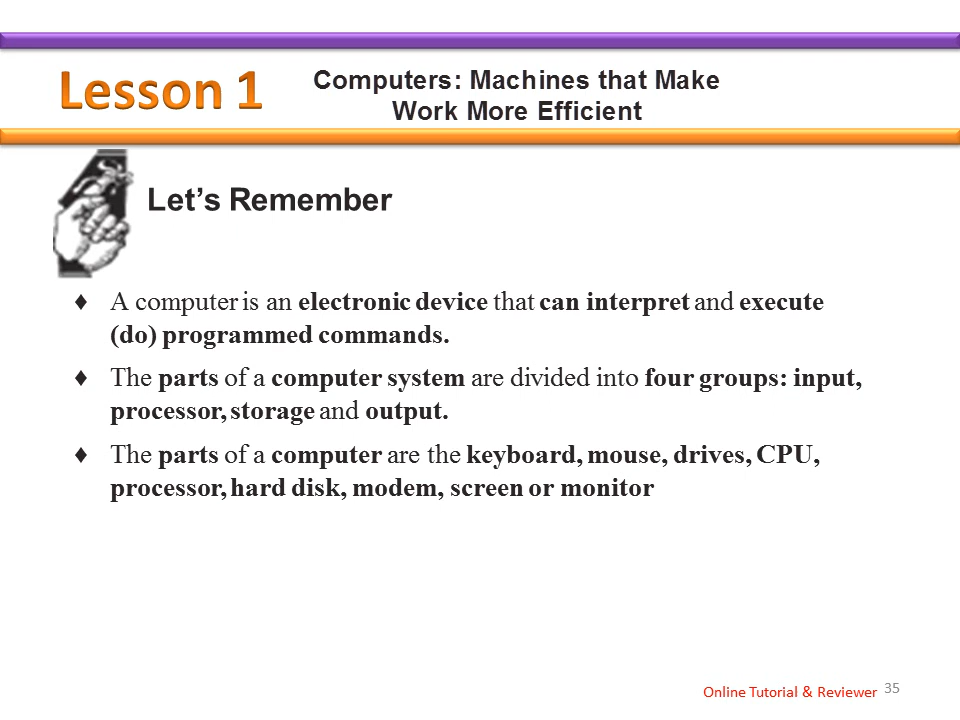 Lesson 1
Computers: Machines that Make
Work More Efficient
Let’s Remember
♦ A computer is an electronic device that can interpret and execute
(do) programmed commands.
♦ The parts of a computer system are divided into four groups: input,
processor, storage and output.
♦ The parts of a computer are the keyboard, mouse, drives, CPU,
processor, hard disk, modem, screen or monitor
Online Tutorial & Reviewer
35